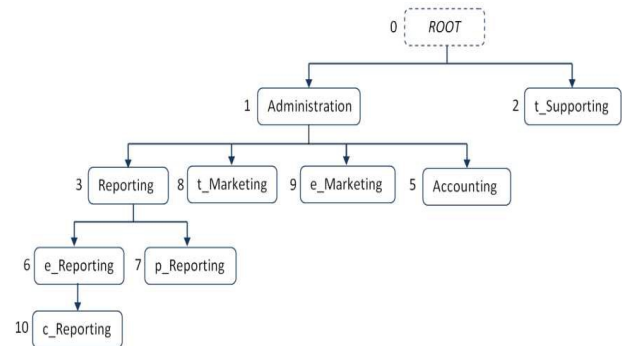 0 ROOT
1 Administration 2 t_Supporting
3 Reporting 8 t_Marketing 9 e_Marketing 5 Accounting
6 e_Reporting 7 p_Reporting
10 c_Reporting